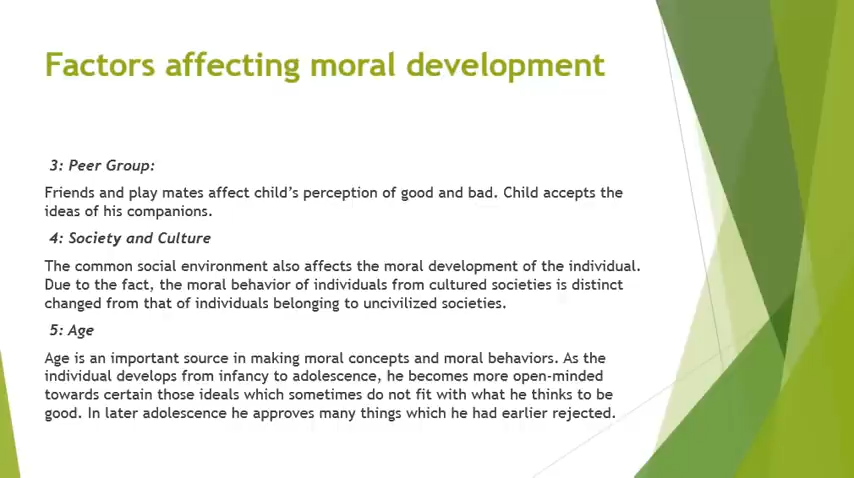 Factors affecting moral development
3: Peer Group:
Friends and play mates affect child's perception of good and bad. Child accepts the
ideas of his companions.
4: Society and Culture
The common social environment also affects the moral development of the individual.
Due to the fact, the moral behavior of individuals from cultured societies is distinct
changed from that of individuals belonging to uncivilized societies.
5: Age
Age is an important source in making moral concepts and moral behaviors. As the
individual develops from infancy to adolescence, he becomes more open-minded
towards certain those ideals which sometimes do not fit with what he thinks to be
good. In later adolescence he approves many things which he had earlier rejected.